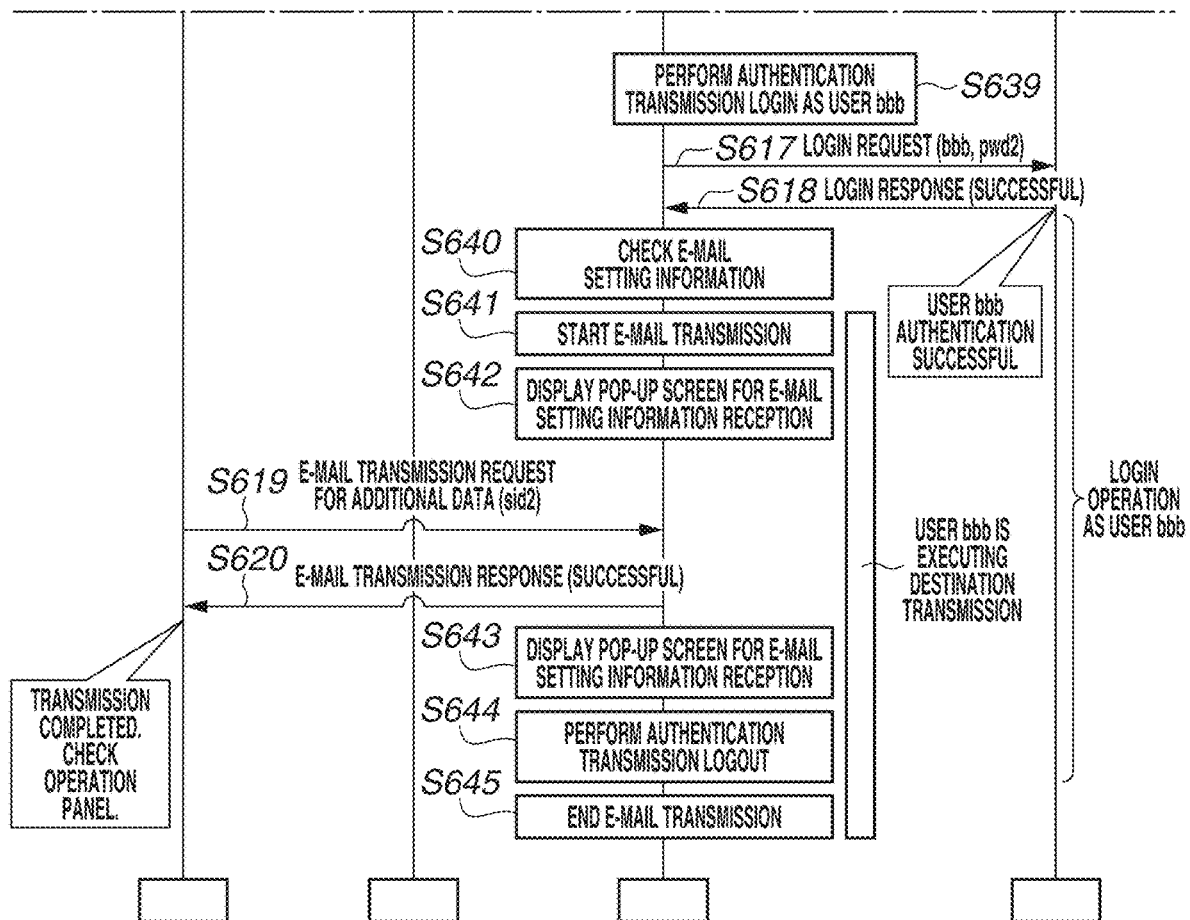 PERFORM AUTHENTICATION
TRANSMISSION LOGIN AS USER bbb
S639
S617 LOGIN REQUEST (bbb, pwd2)
S618 LOGIN RESPONSE (SUCCESSFUL)
S640
CHECK E-MAIL
SETTING INFORMATION
USER bbb
AUTHENTICATION
SUCCESSFUL
S641
START E-MAIL TRANSMISSION
S642
DISPLAY POP-UP SCREEN FOR E-MAIL
SETTING INFORMATION RECEPTION
S619 E-MAIL TRANSMISSION REQUEST
FOR ADDITIONAL DATA (sid2)
LOGIN
OPERATION
AS USER bbb
USER bbb IS
EXECUTING
DESTINATION
TRANSMISSION
S620
E-MAIL TRANSMISSION RESPONSE (SUCCESSFUL)
S643
DISPLAY POP-UP SCREEN FOR E-MAIL
SETTING INFORMATION RECEPTION
TRANSMISSION
COMPLETED.
CHECK
OPERATION
PANEL.
S644
PERFORM AUTHENTICATION
TRANSMISSION LOGOUT
S645
END E-MAIL TRANSMISSION